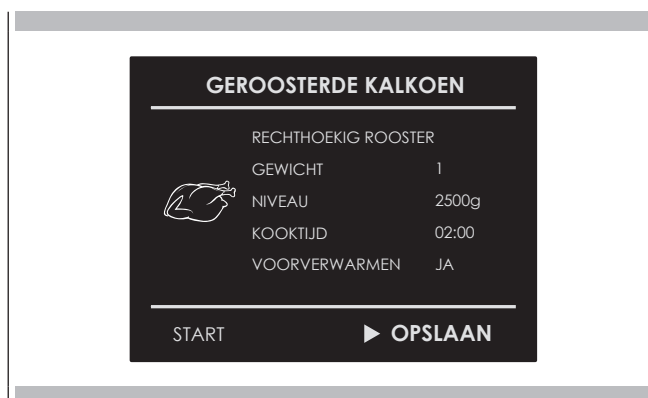 GEROOSTERDE KALKOEN
RECHTHOEKIG ROOSTER
GEWICHT 1
NIVEAU 2500g
KOOKTIJD 02:00
VOORVERWARMEN JA
START ▶ OPSLAAN